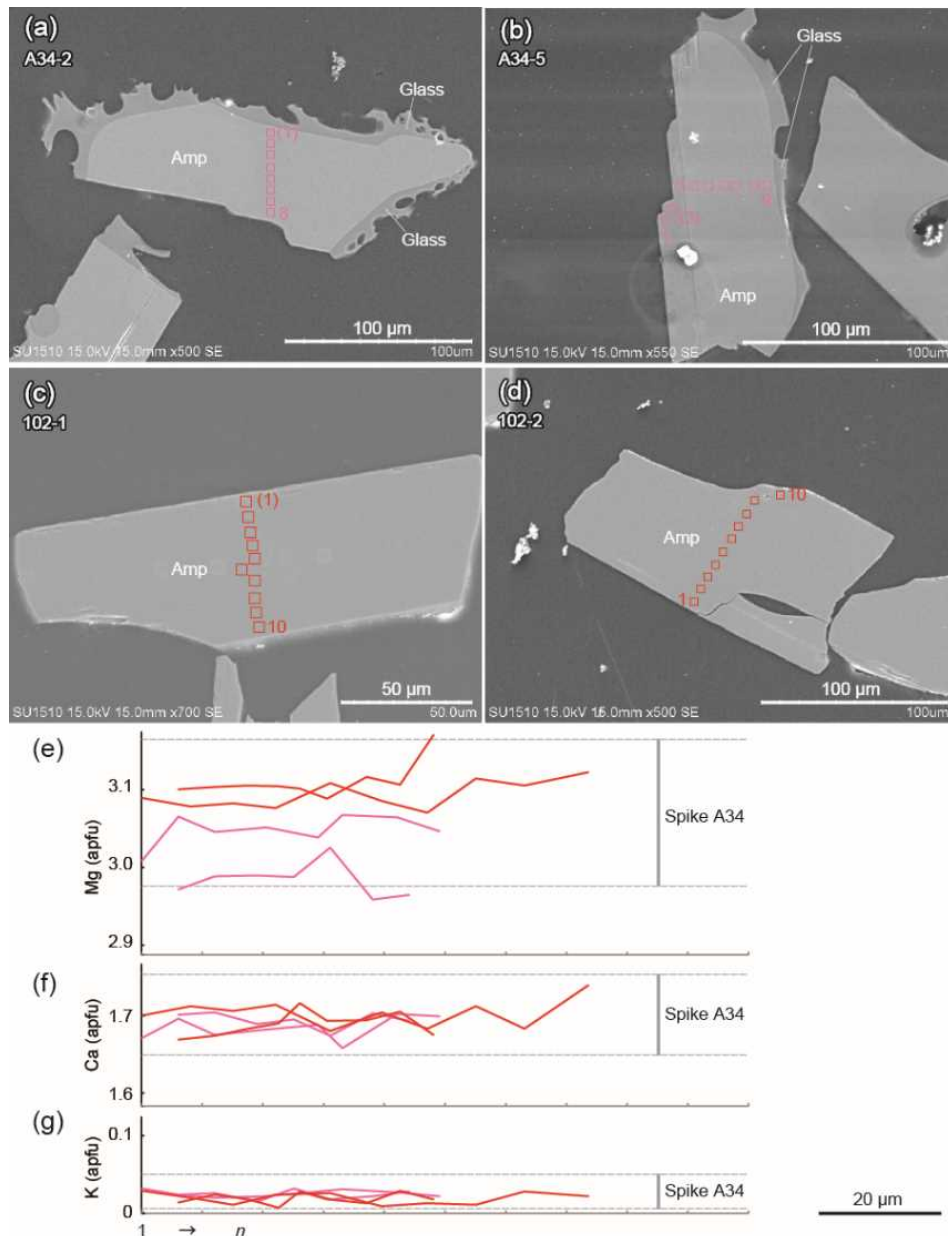 (a)
A34-2
Glass
(1)
Amp
8
Glass
100 µm
SU1510 15.0kV 15.0mm x500 SE
100um
(b)
A34-5
Glass
Amp
100 µm
SU1510 15.0kV 15.0mm x550 SE
100um
(c)
102-1
(1)
Amp
10
50 µm
SU1510 15.0kV 15.0mm x700 SE
50.0um
(d)
102-2
10
Amp
1
100 µm
SU1510 15.0kV 15.0mm x500 SE
100um
(e)
Mg (apfu)
3.1
3.0
2.9
Spike A34
(f)
Ca (apfu)
1.7
1.6
Spike A34
(g)
K (apfu)
0.1
0
Spike A34
1 → n
20 µm